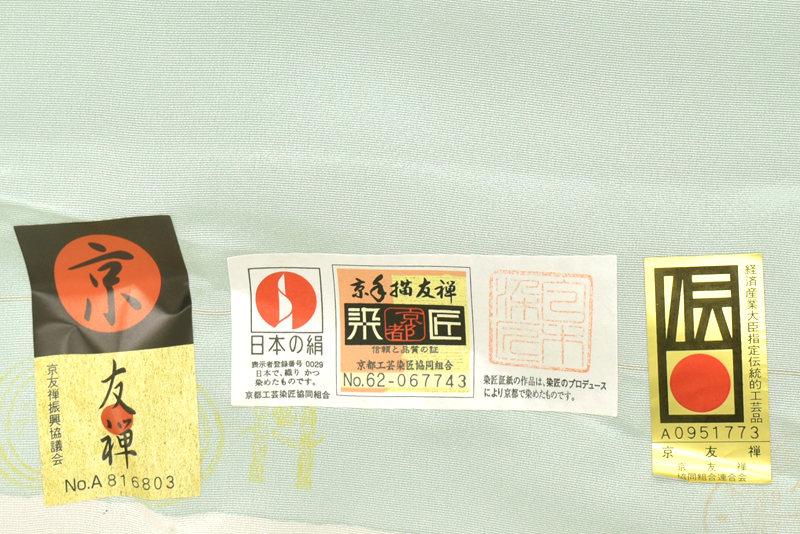 京
友
禅
京友禅振興協議会
No.A 816803
日本の絹
表示者登録番号 0029
日本で、織り かつ
染めたものです。
京都工芸染匠協同組合
京手描友禅
染 京都 匠
信頼と品質の証
京都工芸染匠協同組合
No.62-067743
染匠証紙の作品は、染匠のプロデュース
により京都で染めたものです。
経済産業大臣指定伝統的工芸品
伝
A0951773
京友禅
京友禅
協同組合連合会